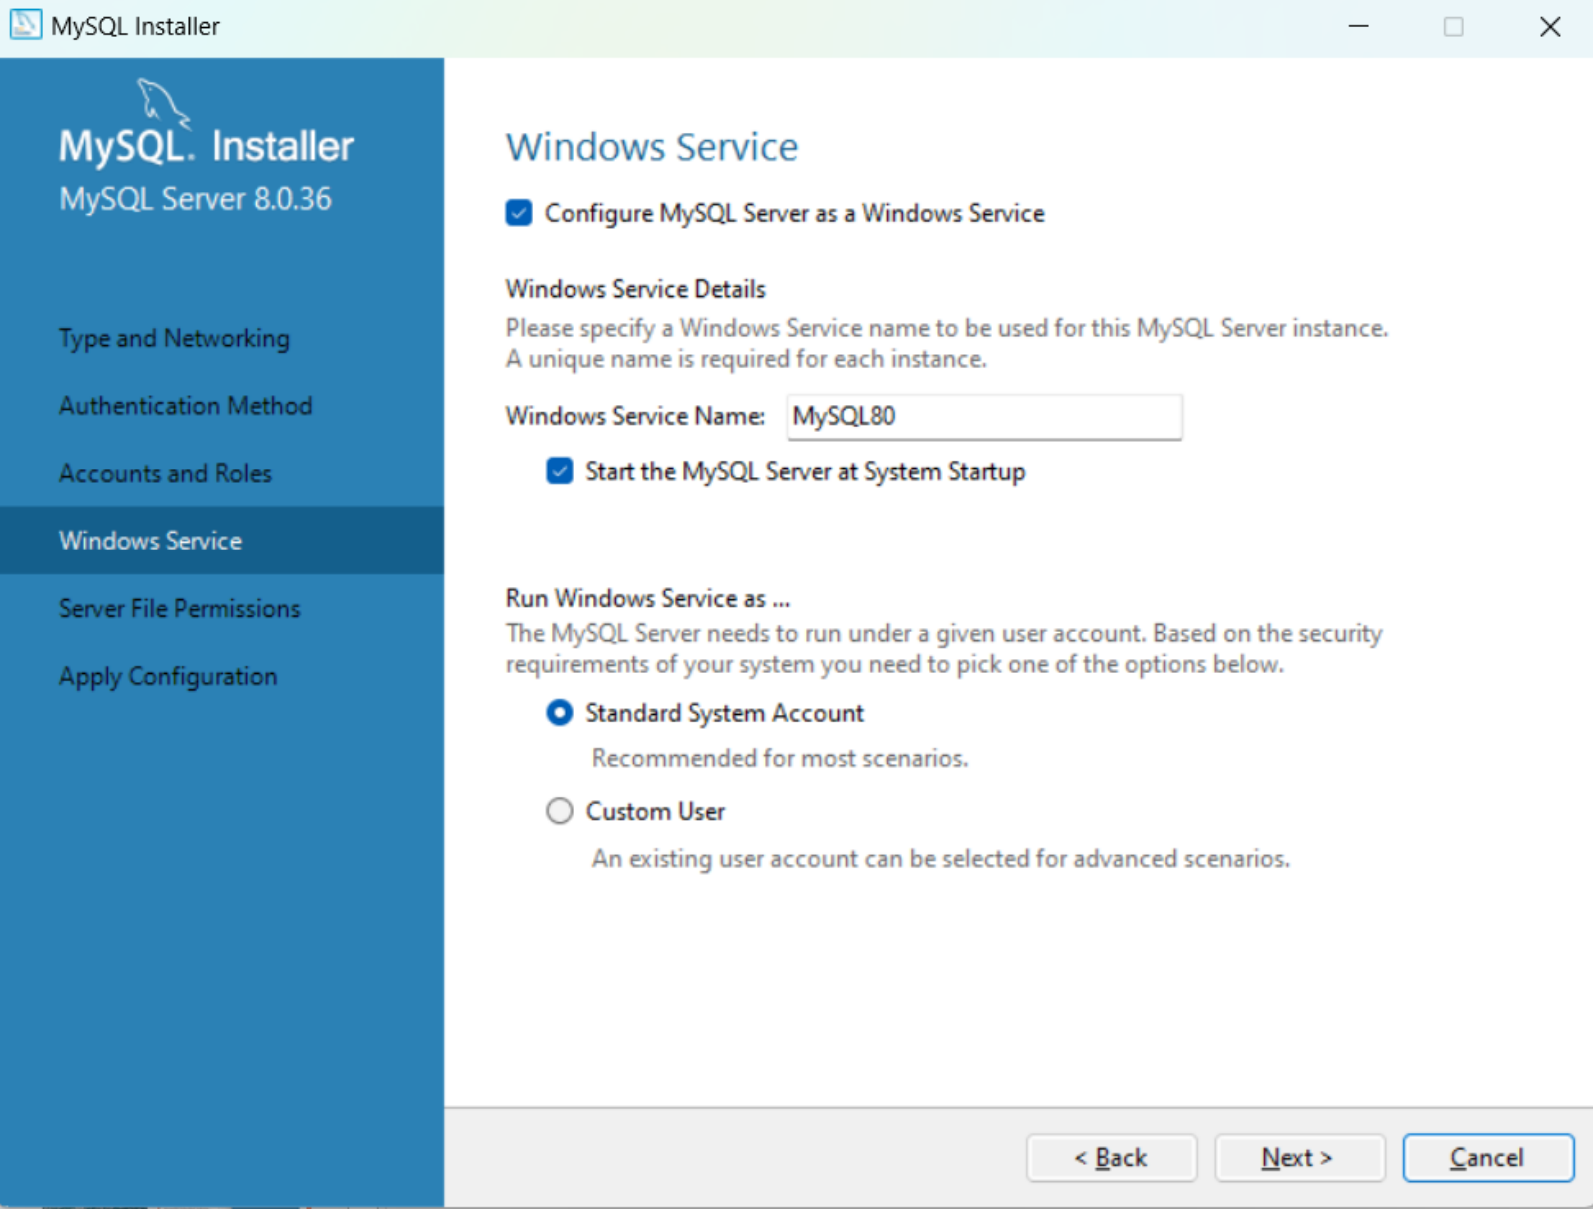 MySQL Installer
MySQL. Installer
MySQL Server 8.0.36
Type and Networking
Authentication Method
Accounts and Roles
Windows Service
Server File Permissions
Apply Configuration
Windows Service
Configure MySQL Server as a Windows Service
Windows Service Details
Please specify a Windows Service name to be used for this MySQL Server instance.
A unique name is required for each instance.
Windows Service Name: MySQL80
Start the MySQL Server at System Startup
Run Windows Service as ...
The MySQL Server needs to run under a given user account. Based on the security
requirements of your system you need to pick one of the options below.
Standard System Account
Recommended for most scenarios.
Custom User
An existing user account can be selected for advanced scenarios.
< Back
Next >
Cancel